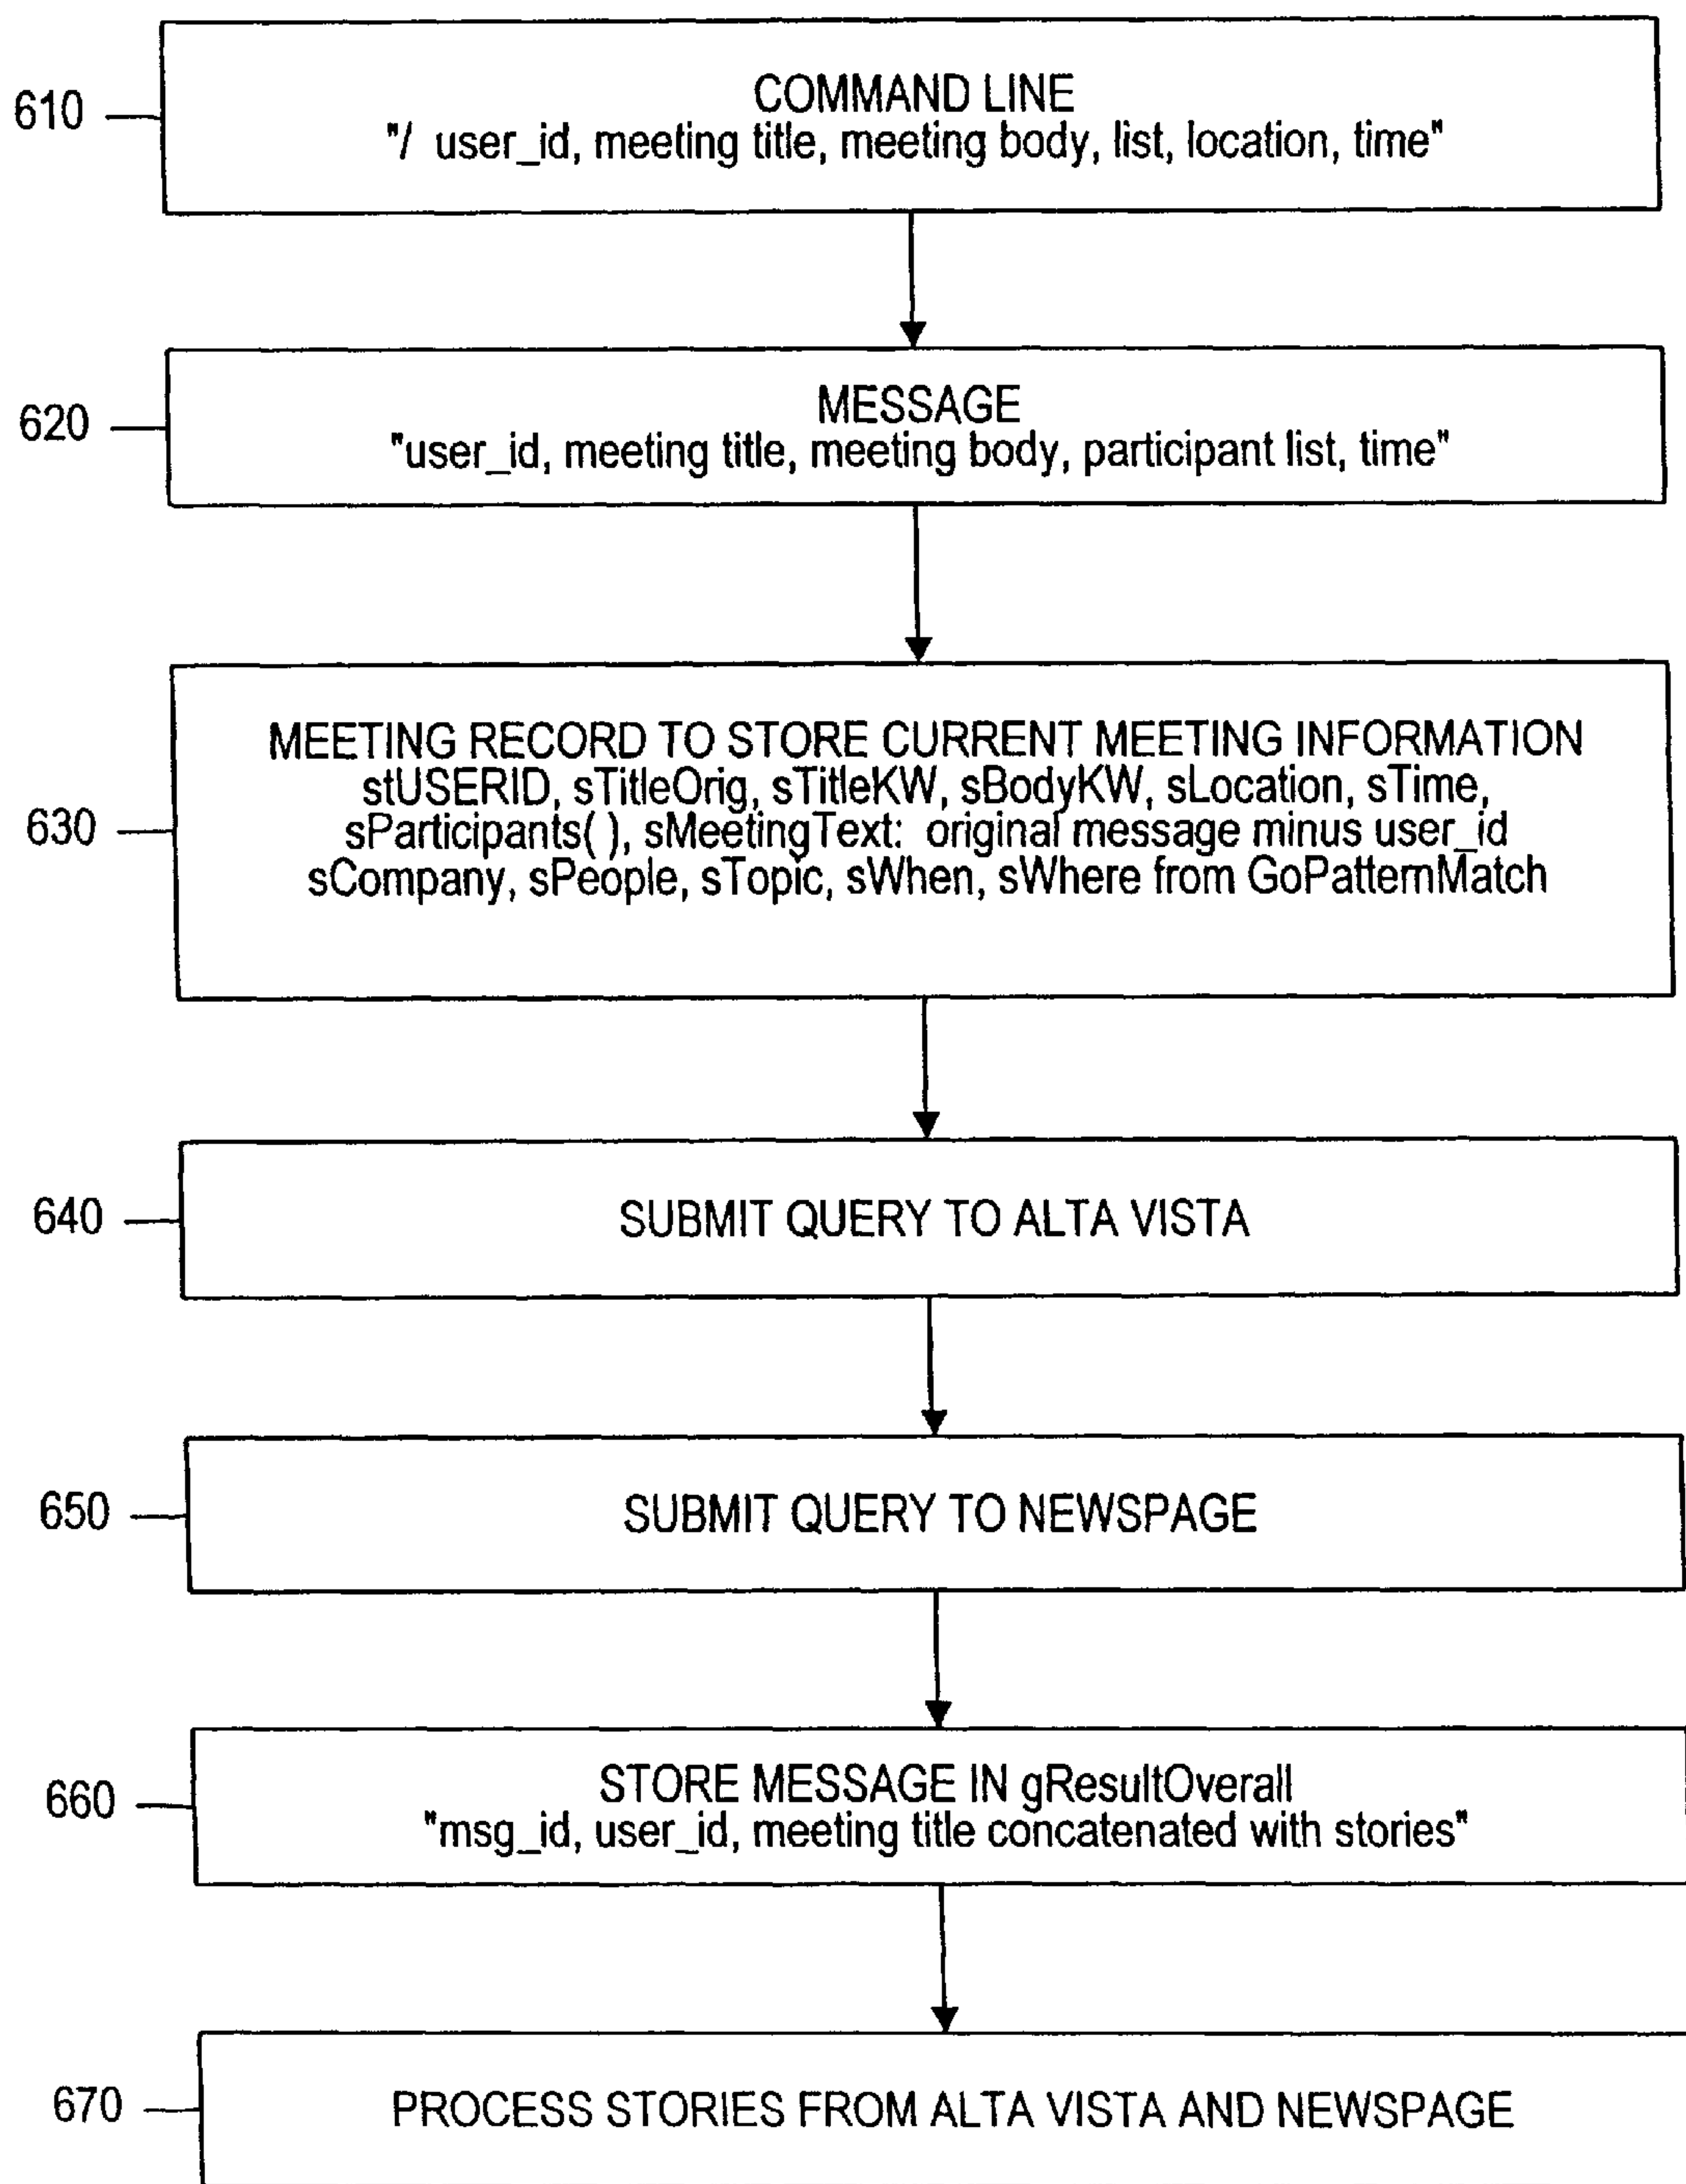 610
COMMAND LINE
"/ user_id, meeting title, meeting body, list, location, time"
620
MESSAGE
"user_id, meeting title, meeting body, participant list, time"
630
MEETING RECORD TO STORE CURRENT MEETING INFORMATION
stUSERID, sTitleOrig, sTitleKW, sBodyKW, sLocation, sTime,
sParticipants( ), sMeetingText: original message minus user_id
sCompany, sPeople, sTopic, sWhen, sWhere from GoPatternMatch
640
SUBMIT QUERY TO ALTA VISTA
650
SUBMIT QUERY TO NEWSPAGE
660
STORE MESSAGE IN gResultOverall
"msg_id, user_id, meeting title concatenated with stories"
670
PROCESS STORIES FROM ALTA VISTA AND NEWSPAGE